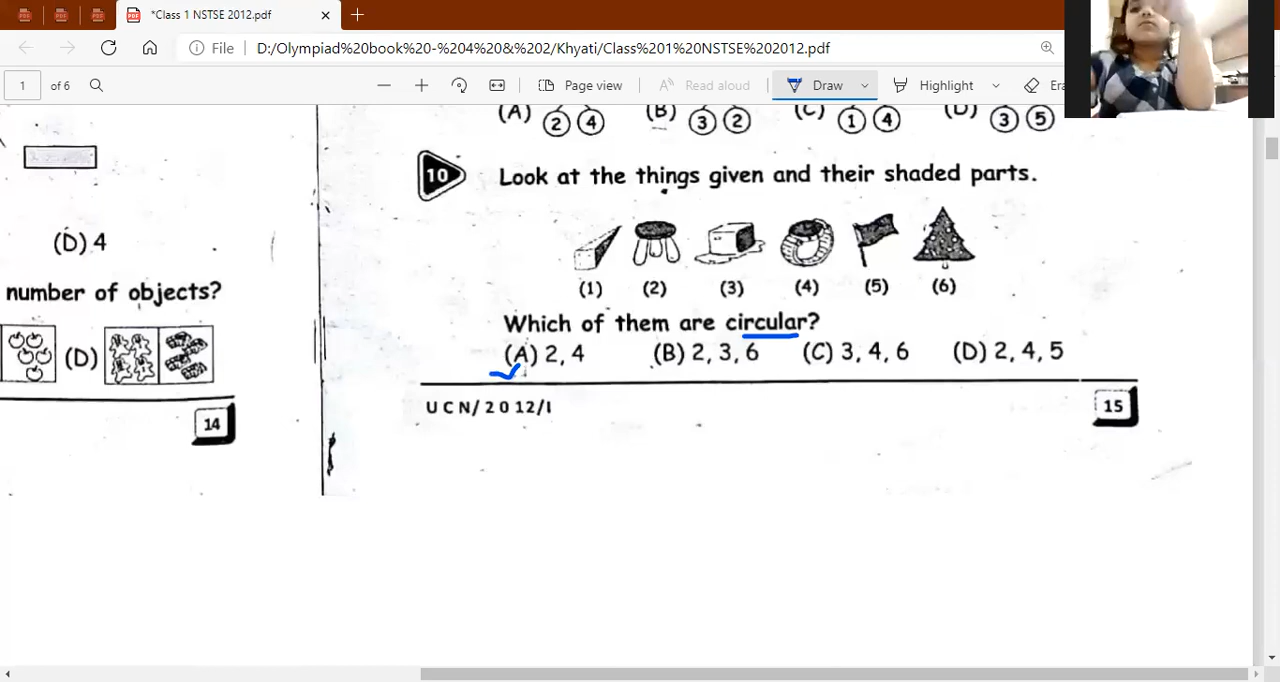 *Class 1 NSTSE 2012.pdf
File D:/Olympiad%20book%20-%204%20&%202/Khyati/Class%201%20NSTSE%202012.pdf
1 of 6 Page view Read aloud Draw Highlight Era
(A) 2 4 (B) 3 2 (C) 1 4 (D) 3 5
10 Look at the things given and their shaded parts.
(D) 4
(1) (2) (3) (4) (5) (6)
number of objects?
Which of them are circular?
(D)
(A) 2, 4 (B) 2, 3, 6 (C) 3, 4, 6 (D) 2, 4, 5
14
UCN/2012/I 15